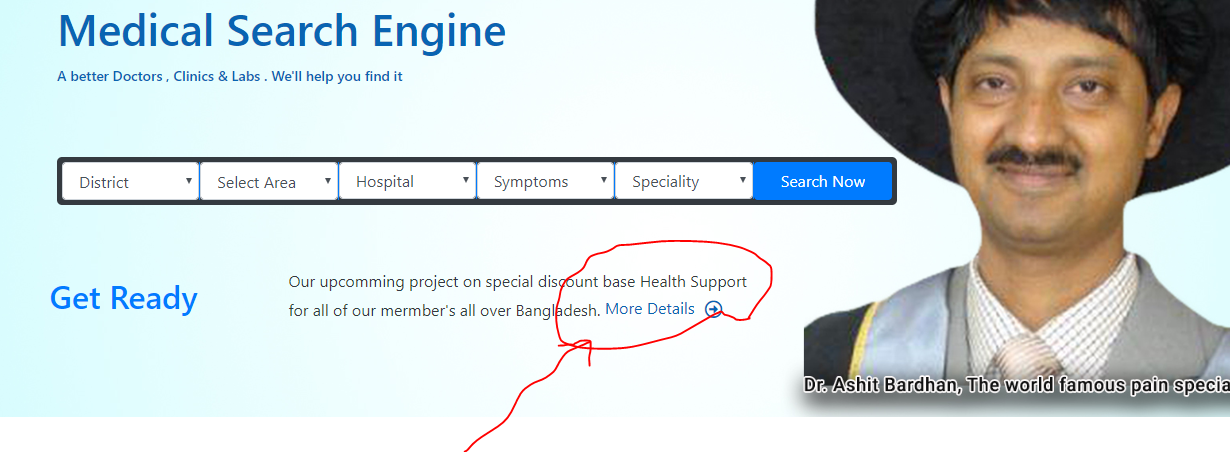 Medical Search Engine
A better Doctors , Clinics & Labs . We'll help you find it
District Select Area Hospital Symptoms Speciality Search Now
Get Ready
Our upcomming project on special discount base Health Support
for all of our mermber's all over Bangladesh. More Details
Dr. Ashit Bardhan, The world famous pain specia